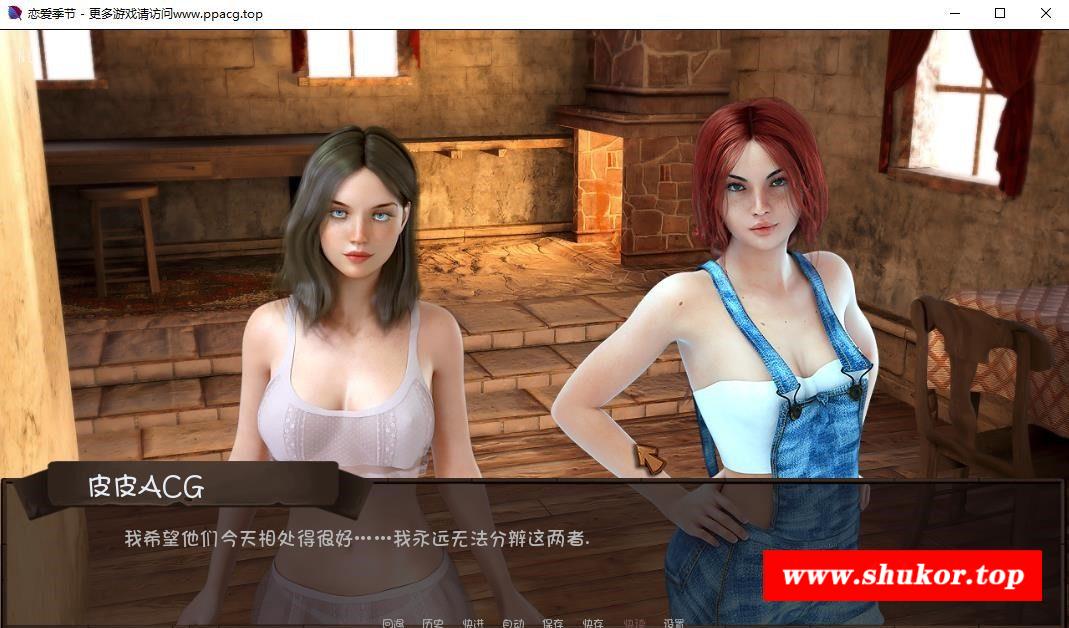 恋爱季节 - 更多游戏请访问www.ppacg.top
皮皮ACG
我希望他们今天相处得很好……我永远无法分辨这两者.
www.shukor.top
回退 历史 快进 自动 保存 快存 快读 设置